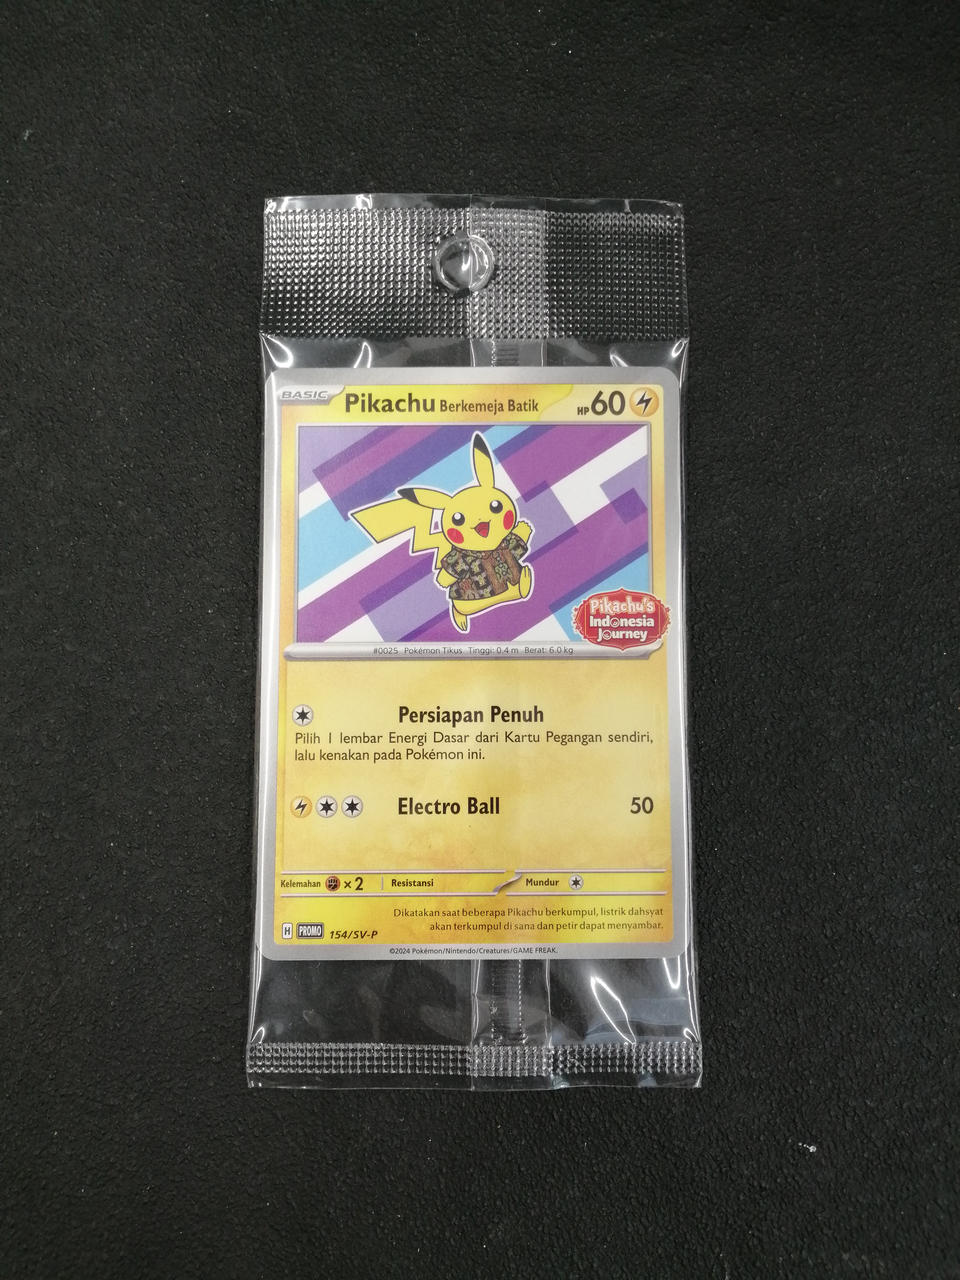 BASIC Pikachu Berkemeja Batik HP 60
Pikachu's
Indonesia
Journey
#0025 Pokémon Tikus Tinggi: 0.4 m Berat: 6.0 kg
Persiapan Penuh
Pilih 1 lembar Energi Dasar dari Kartu Pegangan sendiri,
lalu kenakan pada Pokémon ini.
Electro Ball 50
Kelemahan ×2 Resistansi Mundur
Dikatakan saat beberapa Pikachu berkumpul, listrik dahsyat
akan terkumpul di sana dan petir dapat menyambar.
H PROMO 154/SV-P
©2024 Pokémon/Nintendo/Creatures/GAME FREAK.